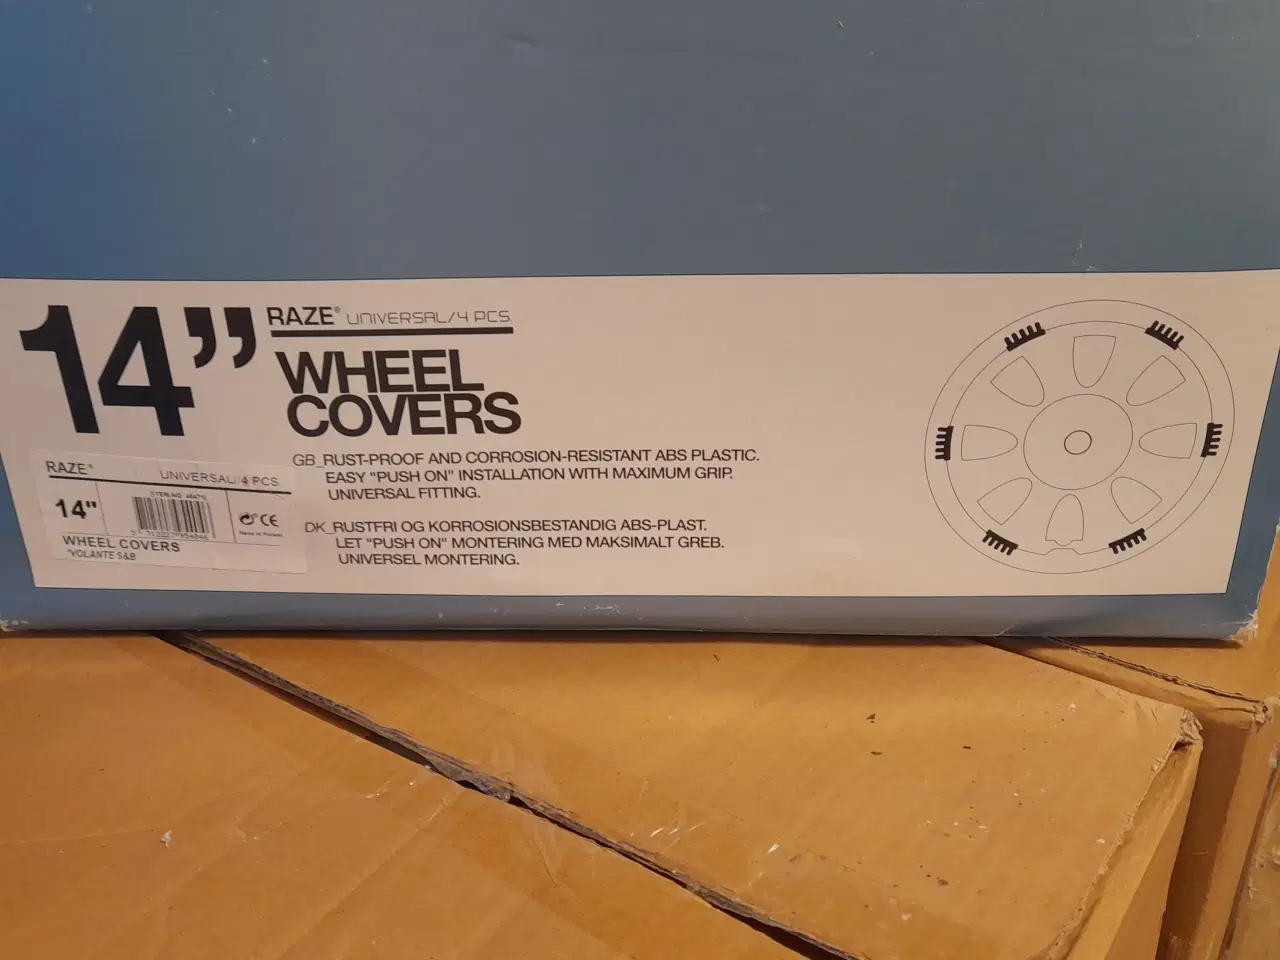 14”
RAZE® UNIVERSAL/4 PCS.
WHEEL
COVERS
GB_RUST-PROOF AND CORROSION-RESISTANT ABS PLASTIC.
EASY "PUSH ON" INSTALLATION WITH MAXIMUM GRIP.
UNIVERSAL FITTING.
DK_RUSTFRI OG KORROSIONSBESTANDIG ABS-PLAST.
LET "PUSH ON" MONTERING MED MAKSIMALT GREB.
UNIVERSEL MONTERING.
RAZE® UNIVERSAL/4 PCS
14"
CE
WHEEL COVERS
"VOLANTE S&B